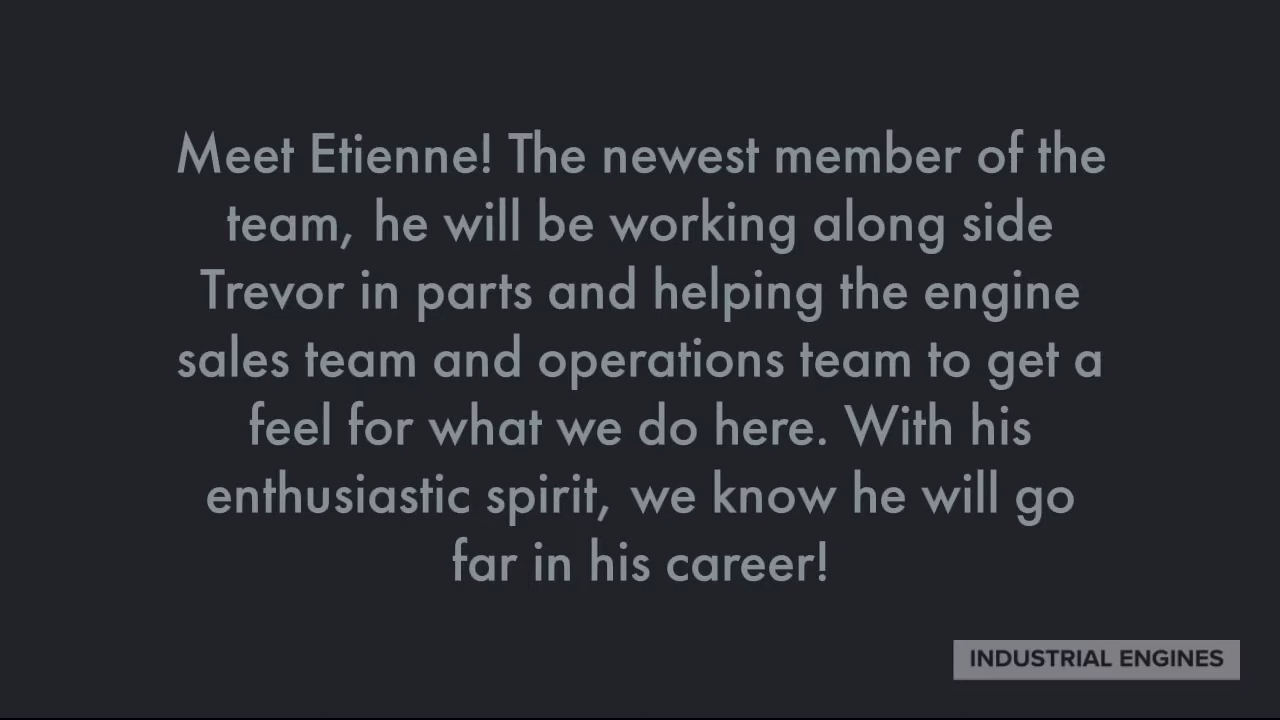 Meet Etienne! The newest member of the
team, he will be working along side
Trevor in parts and helping the engine
sales team and operations team to get a
feel for what we do here. With his
enthusiastic spirit, we know he will go
far in his career!
INDUSTRIAL ENGINES